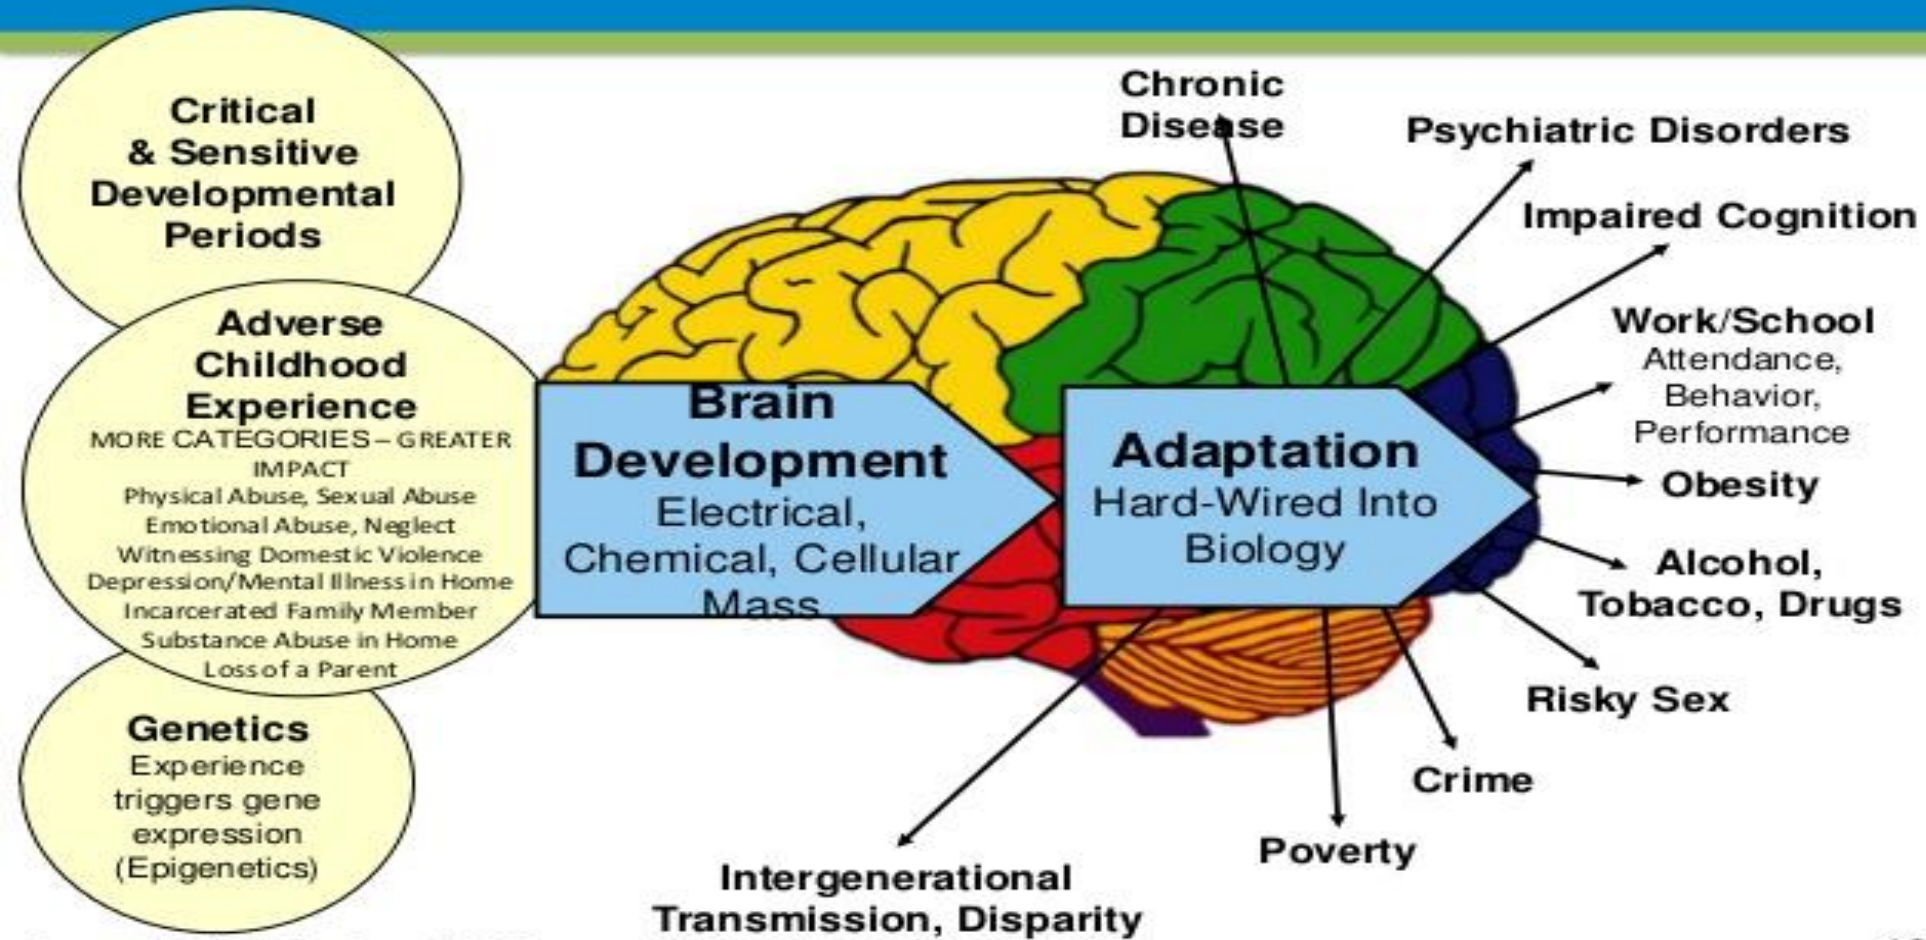 Critical
& Sensitive
Developmental
Periods
Adverse
Childhood
Experience
MORE CATEGORIES – GREATER
IMPACT
Physical Abuse, Sexual Abuse
Emotional Abuse, Neglect
Witnessing Domestic Violence
Depression/Mental Illness in Home
Incarcerated Family Member
Substance Abuse in Home
Loss of a Parent
Genetics
Experience
triggers gene
expression
(Epigenetics)
Brain
Development
Electrical,
Chemical, Cellular
Mass
Adaptation
Hard-Wired Into
Biology
Chronic
Disease
Psychiatric Disorders
Impaired Cognition
Work/School
Attendance,
Behavior,
Performance
Obesity
Alcohol,
Tobacco, Drugs
Risky Sex
Crime
Poverty
Intergenerational
Transmission, Disparity